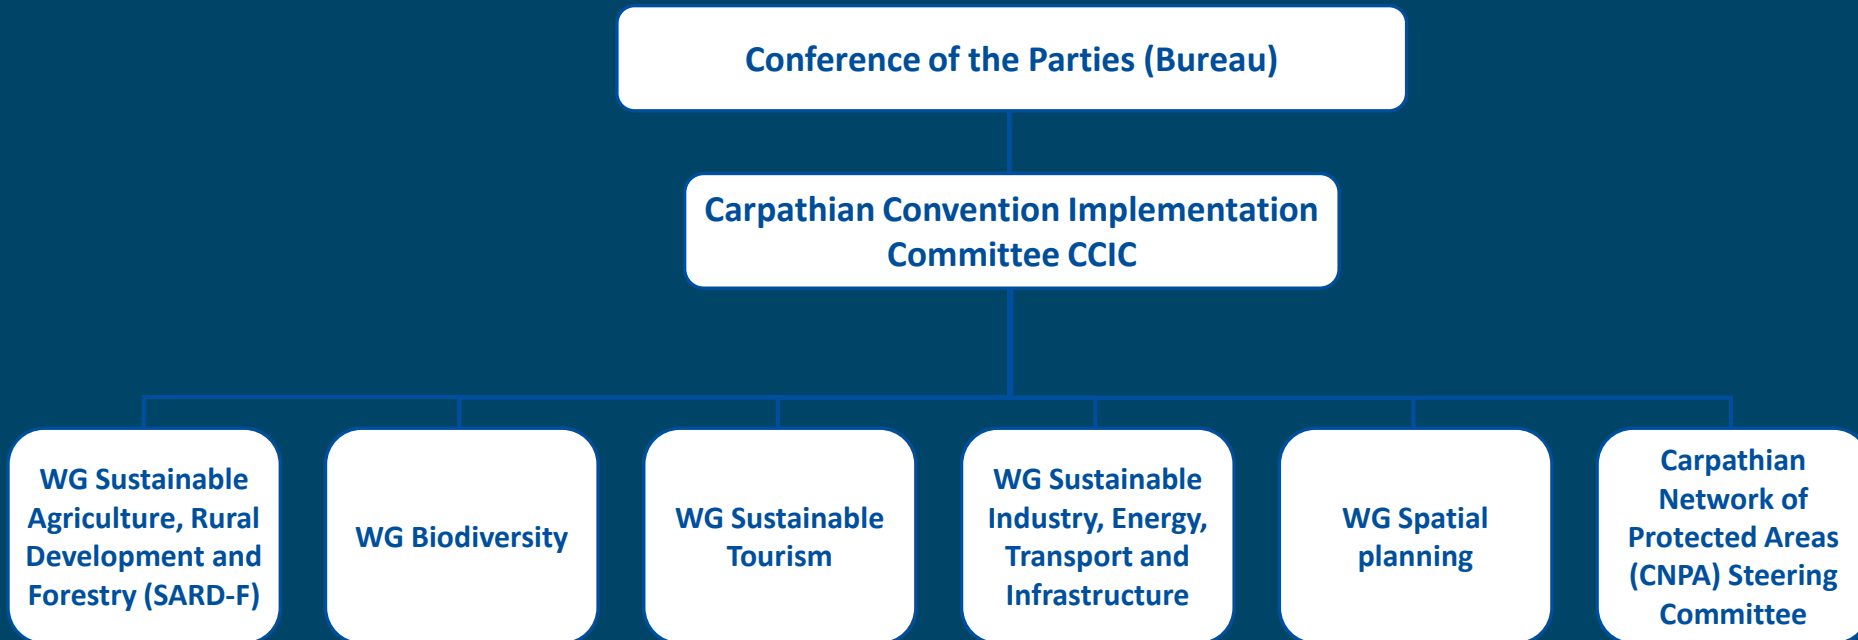 Conference of the Parties (Bureau)
Carpathian Convention Implementation
Committee CCIC
WG Sustainable
Agriculture, Rural
Development and
Forestry (SARD-F)
WG Biodiversity
WG Sustainable
Tourism
WG Sustainable
Industry, Energy,
Transport and
Infrastructure
WG Spatial
planning
Carpathian
Network of
Protected Areas
(CNPA) Steering
Committee